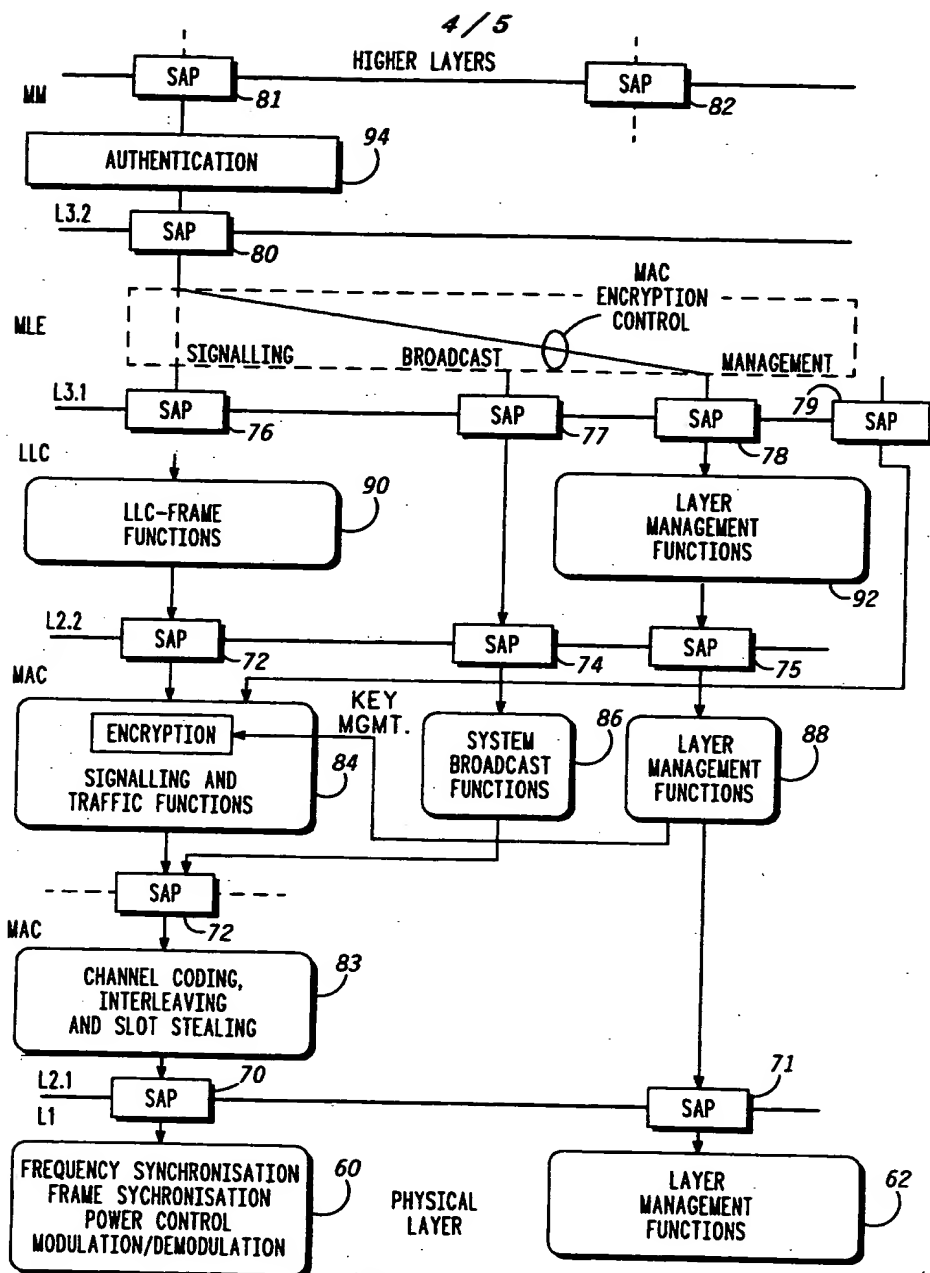 4/5
HIGHER LAYERS
SAP
81
SAP
82
MM
AUTHENTICATION
94
L3.2
SAP
80
MAC
ENCRYPTION
CONTROL
MLE
SIGNALLING
BROADCAST
MANAGEMENT
L3.1
SAP
76
SAP
77
SAP
78
79
SAP
LLC
LLC-FRAME
FUNCTIONS
90
LAYER
MANAGEMENT
FUNCTIONS
92
L2.2
SAP
72
SAP
74
SAP
75
MAC
KEY
MGMT.
ENCRYPTION
SIGNALLING AND
TRAFFIC FUNCTIONS
84
SYSTEM
BROADCAST
FUNCTIONS
86
LAYER
MANAGEMENT
FUNCTIONS
88
SAP
72
MAC
CHANNEL CODING,
INTERLEAVING
AND SLOT STEALING
83
L2.1
SAP
70
L1
SAP
71
FREQUENCY SYNCHRONISATION
FRAME SYCHRONISATION
POWER CONTROL
MODULATION/DEMODULATION
60
PHYSICAL
LAYER
LAYER
MANAGEMENT
FUNCTIONS
62